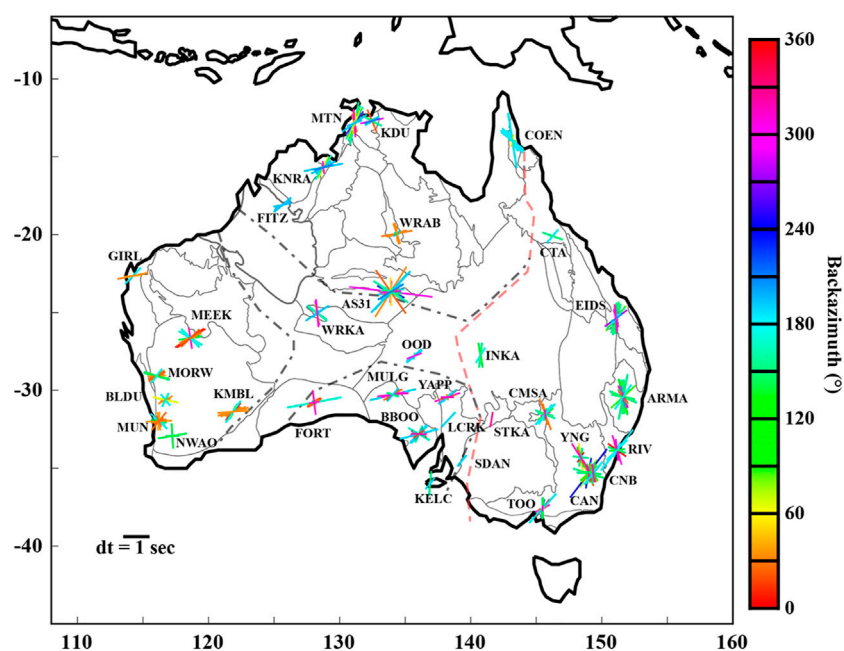 360
-10
MTN
KDU
COEN
300
KNRA
FITZ
WRAB
-20
CTA
240
GIRL
AS31
EIDS
MEEK
WRKA
OOD
INKA
180
MORW
MULG
YAPP
-30
BLDU
KMBL
CMSA
ARMA
BBOO
MUN
FORT
LCRK
STKA
NWAO
YNG
RIV
120
SDAN
CNB
KELC
TOO
CAN
-40
dt = 1 sec
60
0
110
120
130
140
150
160
Backazimuth (°)